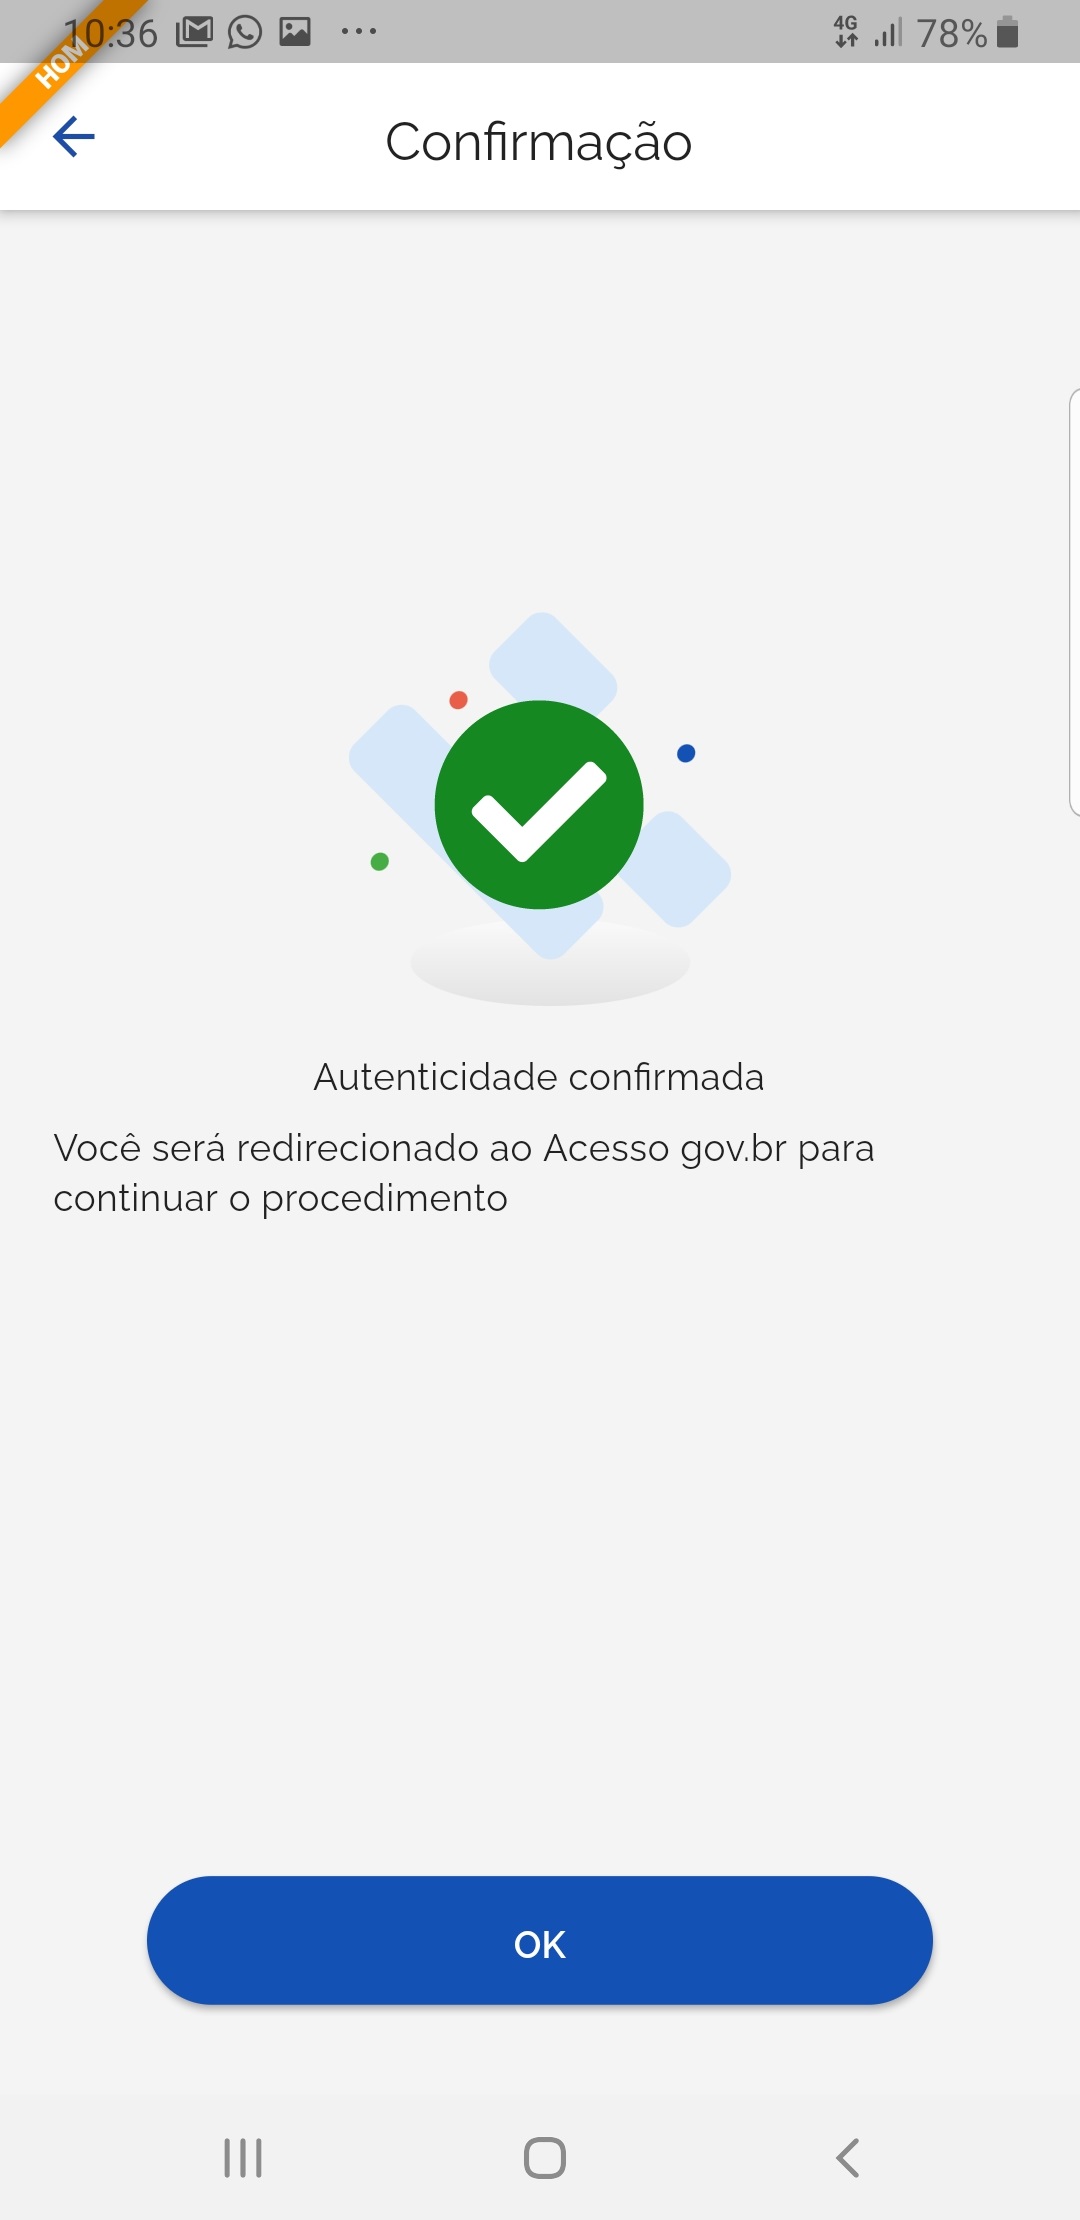 10:36
4G
78%
HOM
Confirmação
Autenticidade confirmada
Você será redirecionado ao Acesso gov.br para
continuar o procedimento
OK